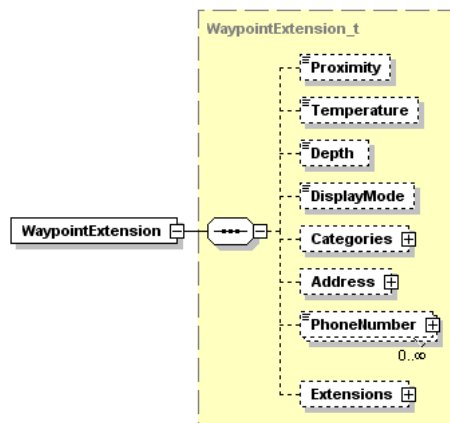 WaypointExtension_t
Proximity
Temperature
Depth
DisplayMode
WaypointExtension
Categories
Address
PhoneNumber
0..∞
Extensions